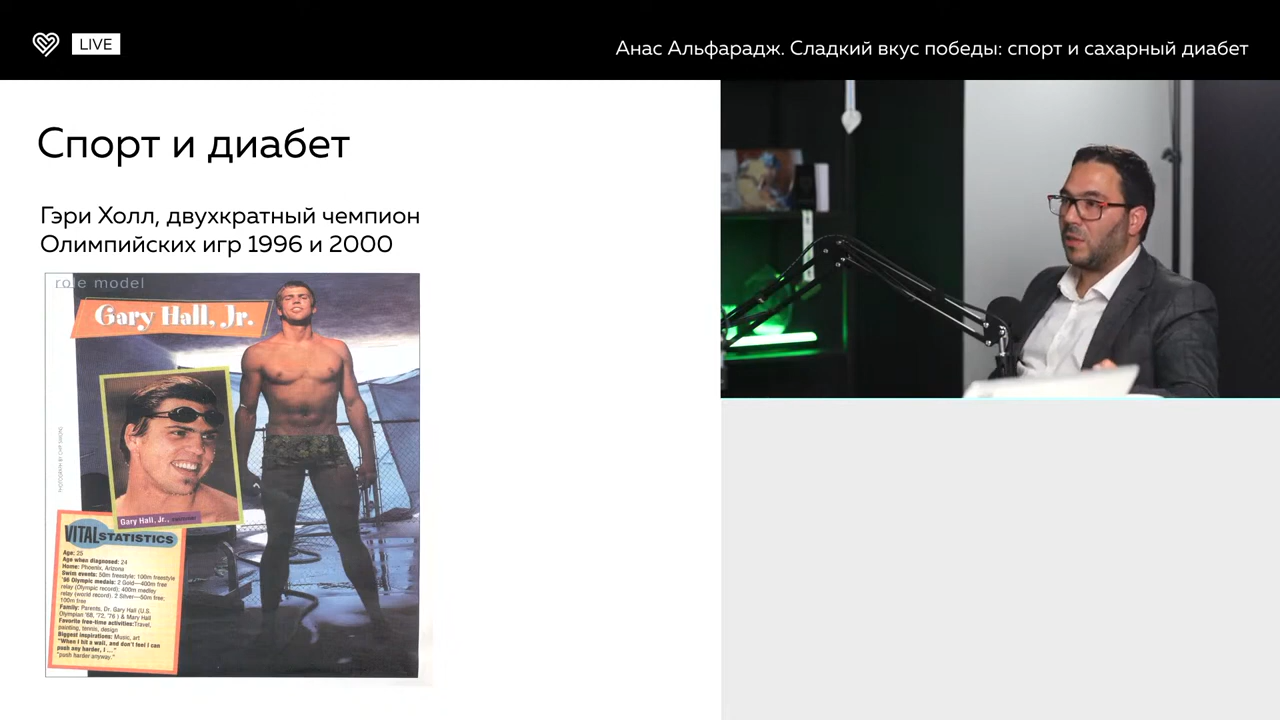 LIVE
Анас Альфарадж. Сладкий вкус победы: спорт и сахарный диабет
Спорт и диабет
Гэри Холл, двухкратный чемпион
Олимпийских игр 1996 и 2000
role model
Gary Hall, Jr.
Gary Hall, Jr.,
VITAL STATISTICS
Age: 25
Age when diagnosed: 24
Home: Phoenix, Arizona
Swim events: 50m freestyle; 100m freestyle
'96 Olympic medals: 2 Gold—400m free
relay (Olympic record), 400m medley
relay (world record). 2 Silver—50m free;
100m free
Family: Parents, Dr. Gary Hall (U.S.
Olympian '68, '72, '76 ) & Mary Hall
Favorite free-time activities:Travel,
painting, tennis, design
Biggest inspirations: Music, art
"When I hit a wall, and don't feel I can
push any harder, I ..."
"push harder anyway."